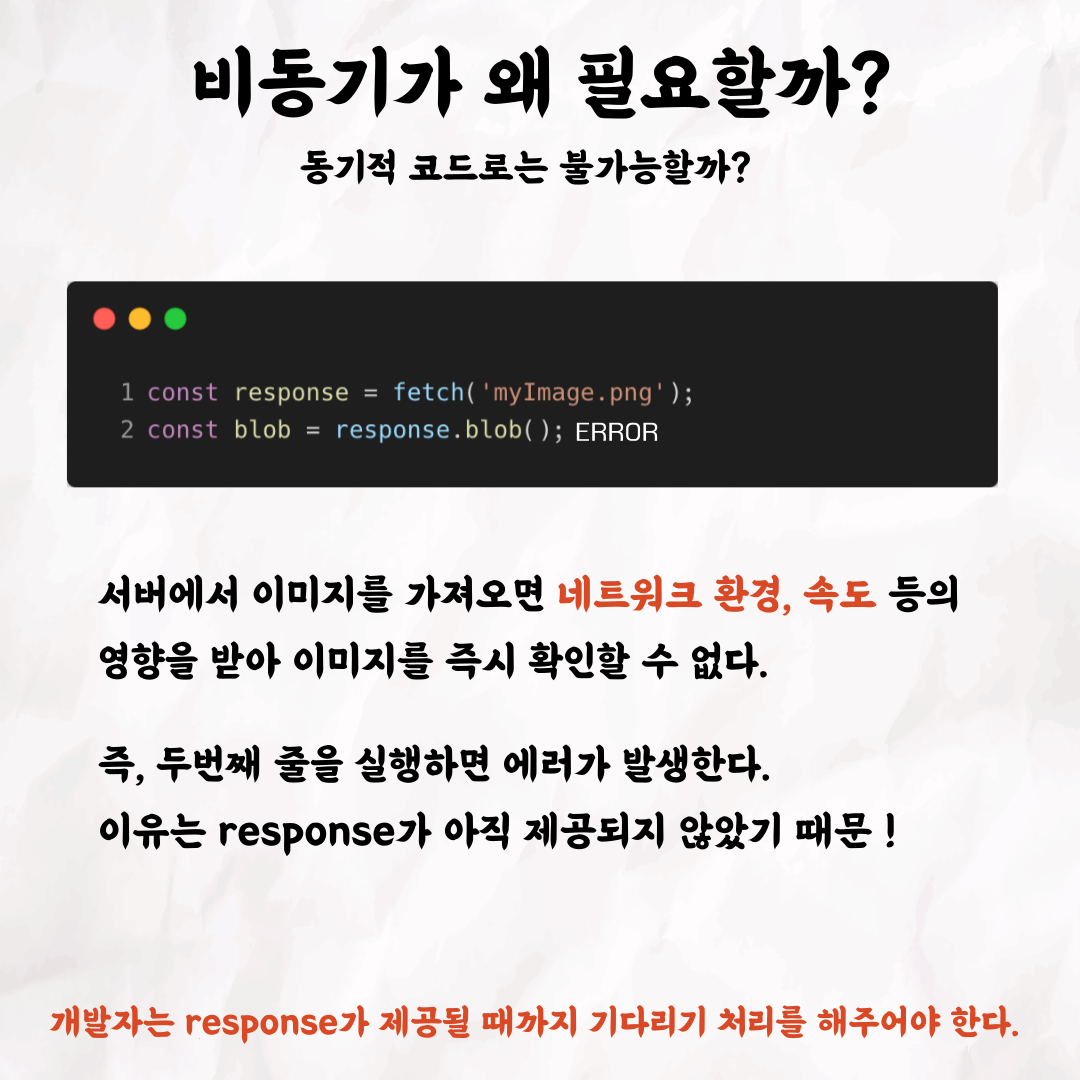 비동기가 왜 필요할까?
동기적 코드로는 불가능할까?
1 const response = fetch('myImage.png');
2 const blob = response.blob(); ERROR
서버에서 이미지를 가져오면 네트워크 환경, 속도 등의
영향을 받아 이미지를 즉시 확인할 수 없다.
즉, 두번째 줄을 실행하면 에러가 발생한다.
이유는 response가 아직 제공되지 않았기 때문 !
개발자는 response가 제공될 때까지 기다리기 처리를 해주어야 한다.